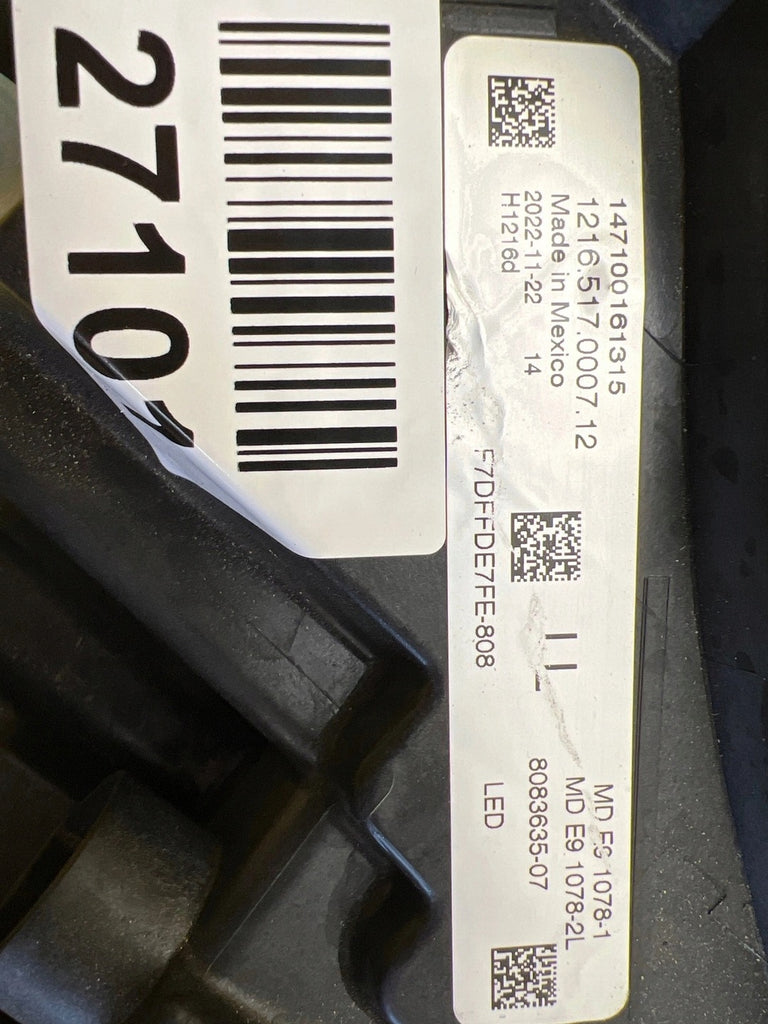 2710
147100161315
1216.517.0007.12
Made in Mexico
2022-11-22 14
H1216d
F7DFFDE7FE-808
MD E9 1078-1
MD E9 1078-2L
8083635-07
LED